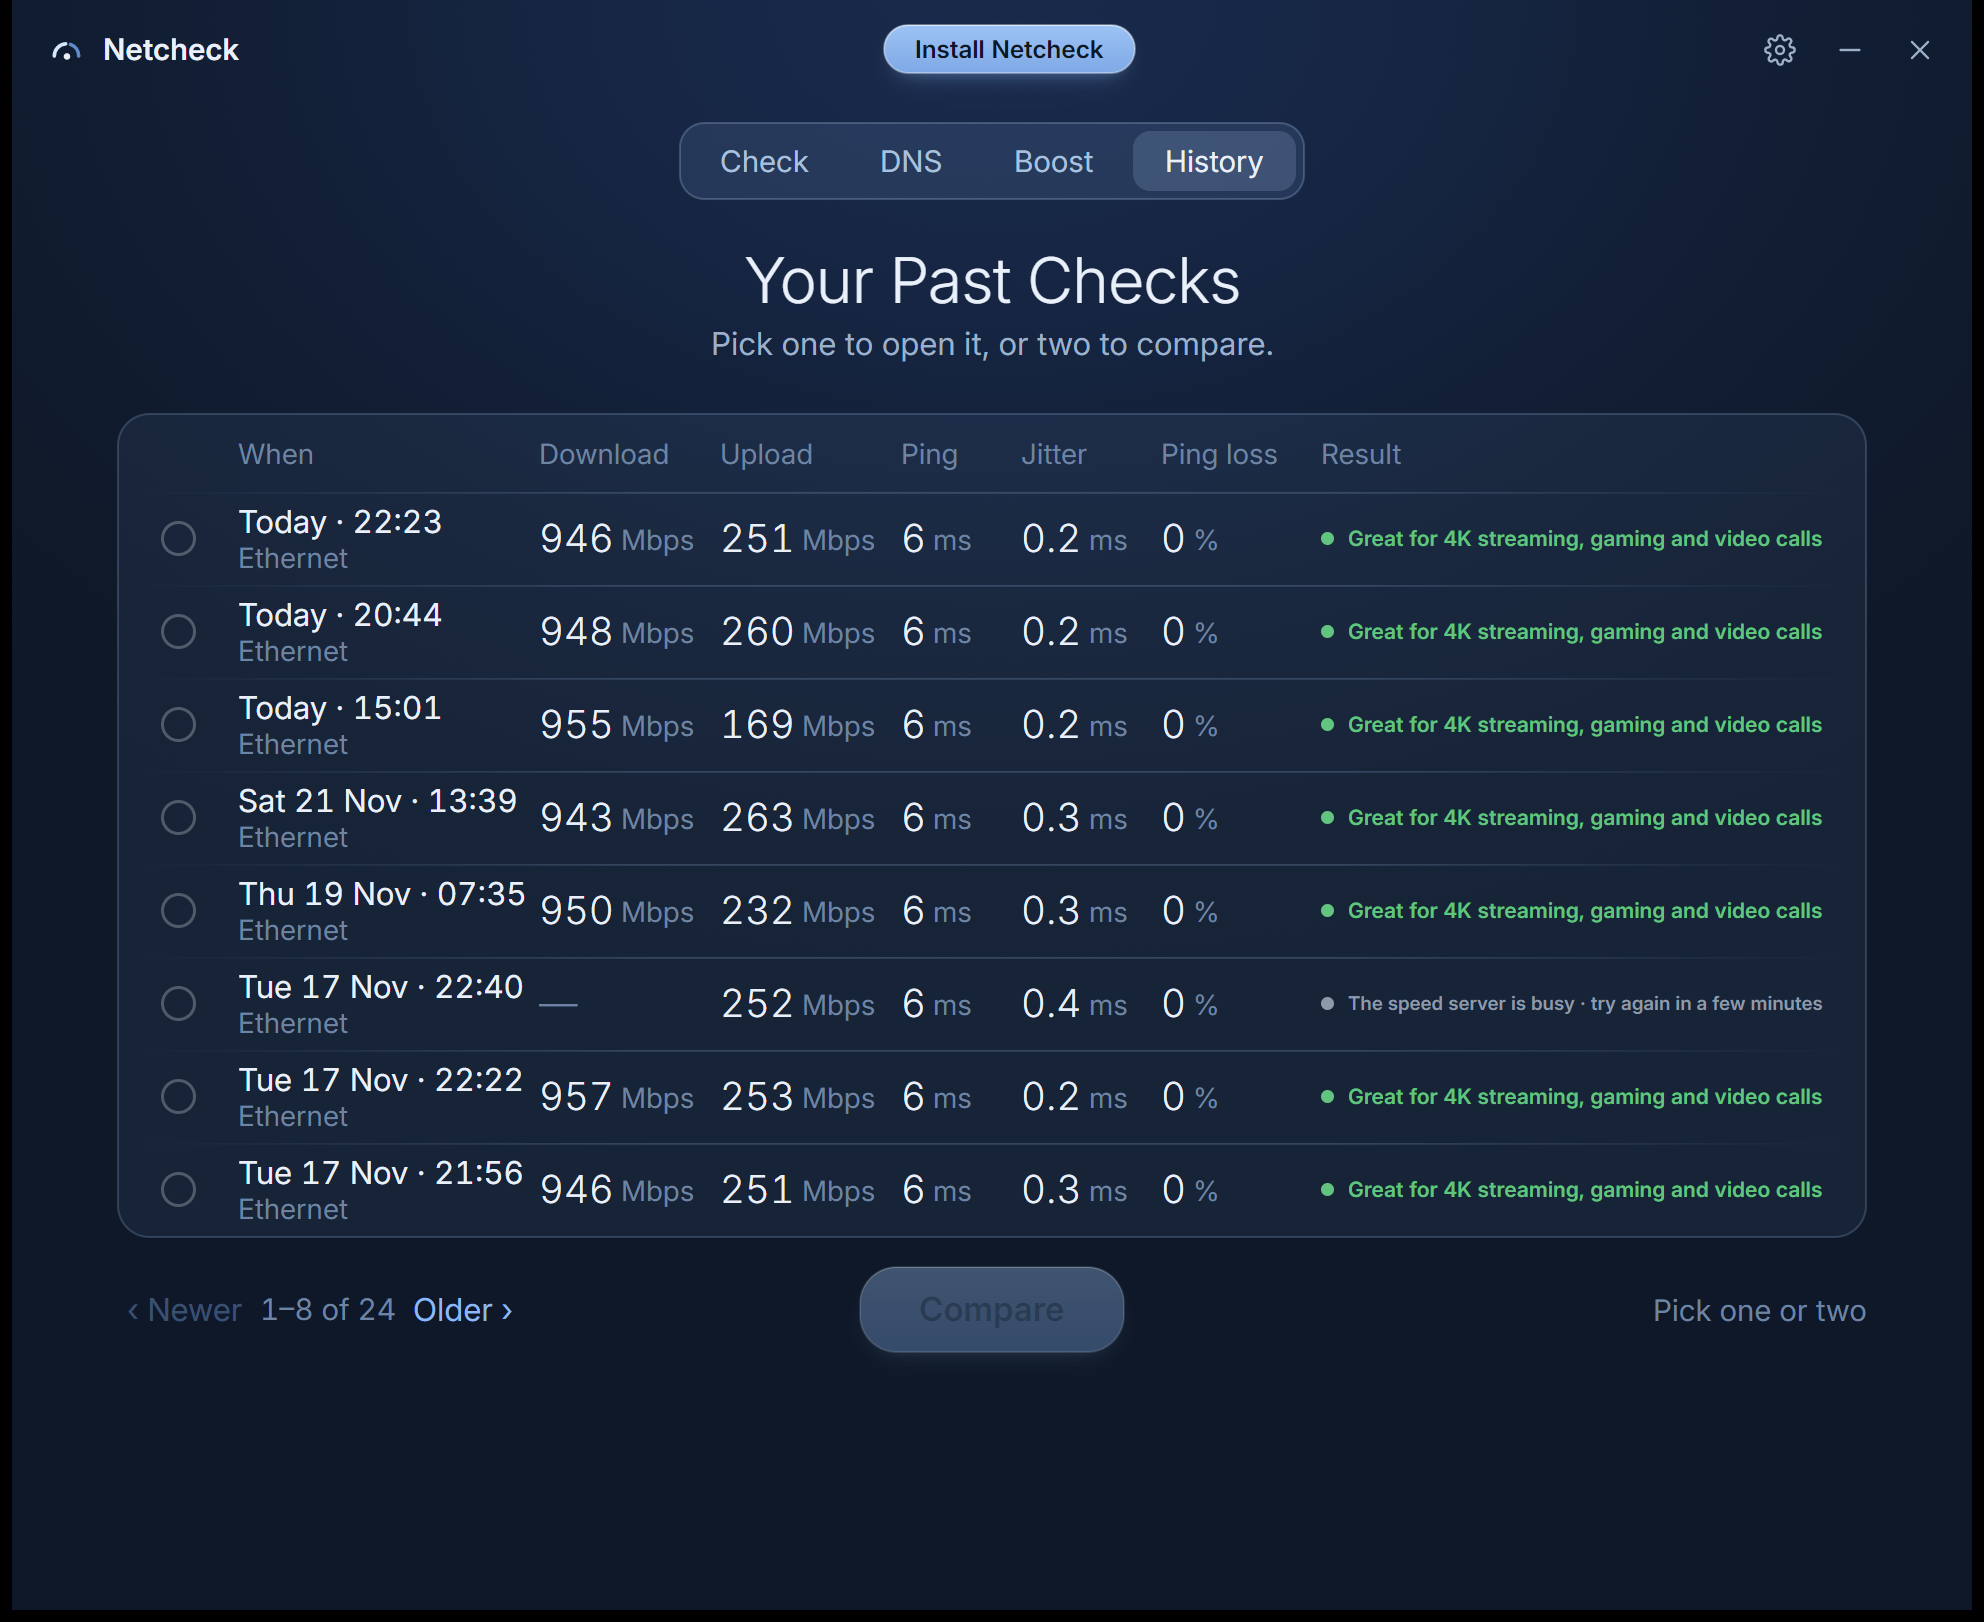 Netcheck
Install Netcheck
Check DNS Boost History
Your Past Checks
Pick one to open it, or two to compare.
When Download Upload Ping Jitter Ping loss Result
Today · 22:23 946 Mbps 251 Mbps 6 ms 0.2 ms 0 % Great for 4K streaming, gaming and video calls
Ethernet
Today · 20:44 948 Mbps 260 Mbps 6 ms 0.2 ms 0 % Great for 4K streaming, gaming and video calls
Ethernet
Today · 15:01 955 Mbps 169 Mbps 6 ms 0.2 ms 0 % Great for 4K streaming, gaming and video calls
Ethernet
Sat 21 Nov · 13:39 943 Mbps 263 Mbps 6 ms 0.3 ms 0 % Great for 4K streaming, gaming and video calls
Ethernet
Thu 19 Nov · 07:35 950 Mbps 232 Mbps 6 ms 0.3 ms 0 % Great for 4K streaming, gaming and video calls
Ethernet
Tue 17 Nov · 22:40 — 252 Mbps 6 ms 0.4 ms 0 % The speed server is busy · try again in a few minutes
Ethernet
Tue 17 Nov · 22:22 957 Mbps 253 Mbps 6 ms 0.2 ms 0 % Great for 4K streaming, gaming and video calls
Ethernet
Tue 17 Nov · 21:56 946 Mbps 251 Mbps 6 ms 0.3 ms 0 % Great for 4K streaming, gaming and video calls
Ethernet
‹ Newer 1–8 of 24 Older › Compare Pick one or two